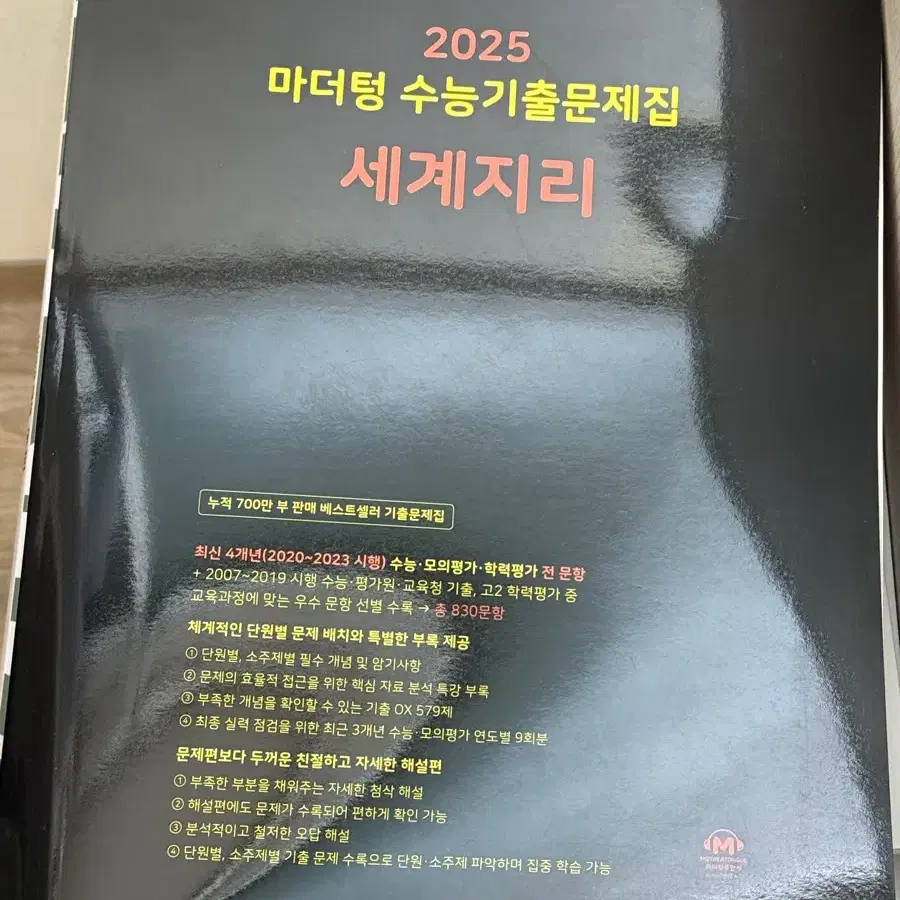 2025
마더텅 수능기출문제집
세계지리
누적 700만 부 판매 베스트셀러 기출문제집
최신 4개년(2020~2023 시행) 수능·모의평가·학력평가 전 문항
+ 2007~2019 시행 수능·평가원·교육청 기출, 고2 학력평가 중
교육과정에 맞는 우수 문항 선별 수록 → 총 830문항
체계적인 단원별 문제 배치와 특별한 부록 제공
① 단원별, 소주제별 필수 개념 및 암기사항
② 문제의 효율적 접근을 위한 핵심 자료 분석 특강 부록
③ 부족한 개념을 확인할 수 있는 기출 OX 579제
④ 최종 실력 점검을 위한 최근 3개년 수능·모의평가 연도별 9회분
문제편보다 두꺼운 친절하고 자세한 해설편
① 부족한 부분을 채워주는 자세한 첨삭 해설
② 해설편에도 문제가 수록되어 편하게 확인 가능
③ 분석적이고 철저한 오답 해설
④ 단원별, 소주제별 기출 문제 수록으로 단원·소주제 파악하며 집중 학습 가능
M
MOTHERTONGUE